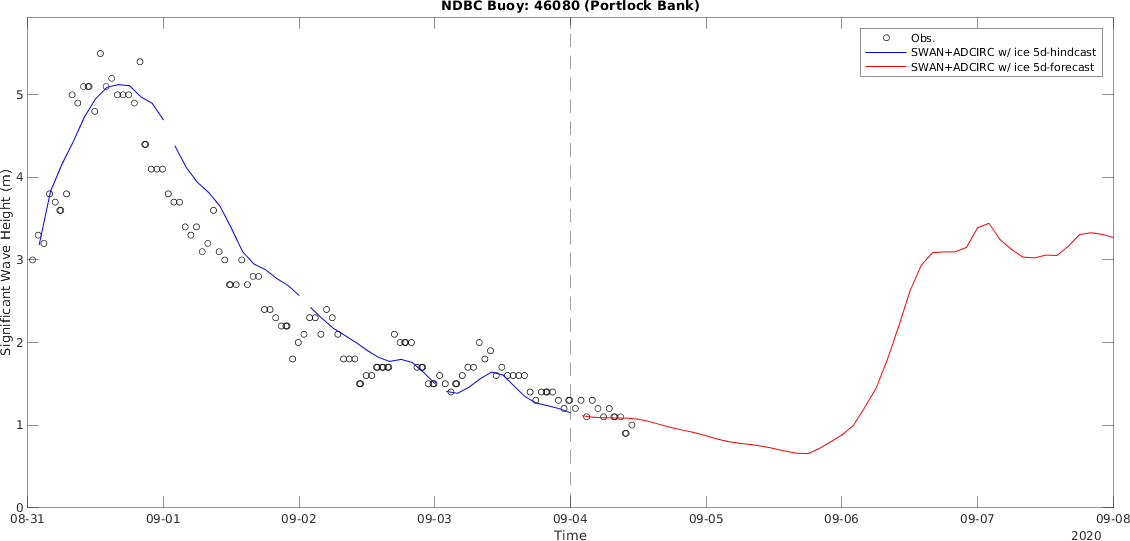 NDBC Buoy: 46080 (Portlock Bank)
Obs.
SWAN+ADCIRC w/ ice 5d-hindcast
SWAN+ADCIRC w/ ice 5d-forecast
Significant Wave Height (m)
5
4
3
2
1
0
08-31 09-01 09-02 09-03 09-04 09-05 09-06 09-07 09-08
Time
2020